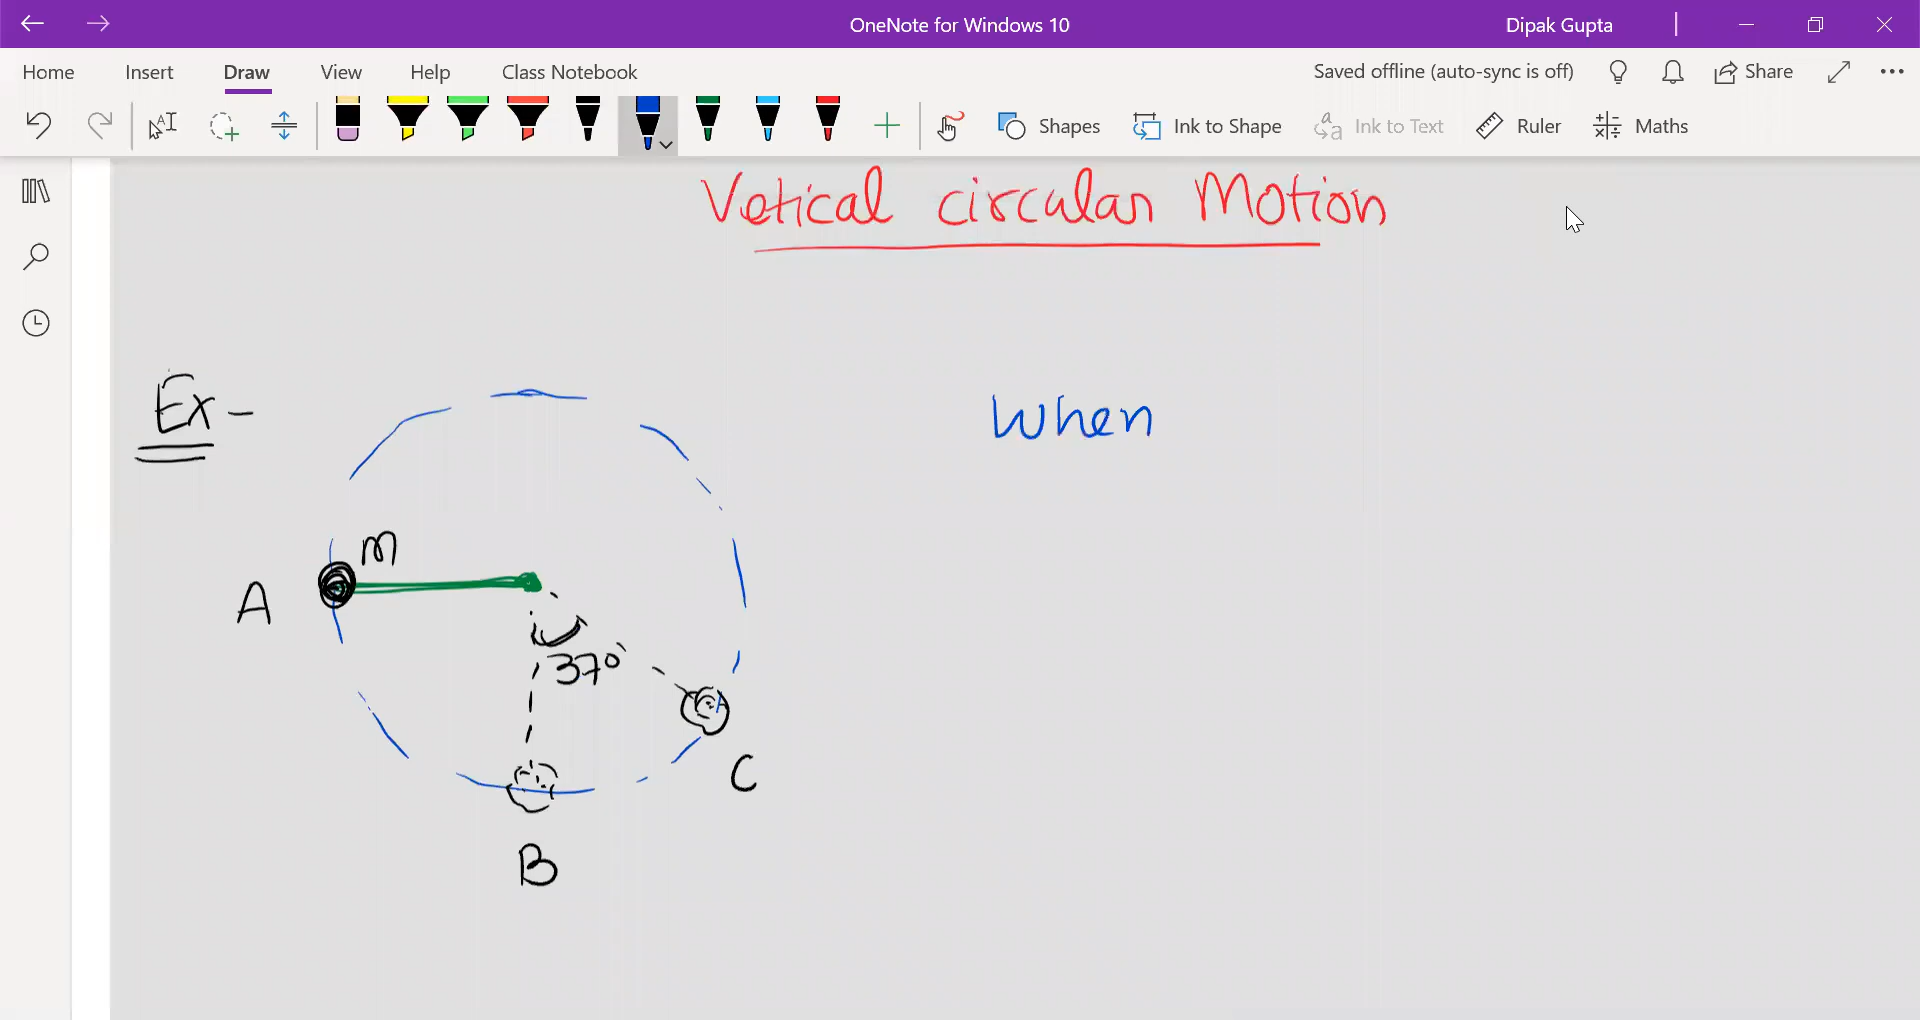 OneNote for Windows 10
Dipak Gupta
Home Insert Draw View Help Class Notebook
Saved offline (auto-sync is off) Share
Shapes Ink to Shape Ink to Text Ruler Maths
Vetical circular Motion
Ex-
When
M
A
37°
C
B